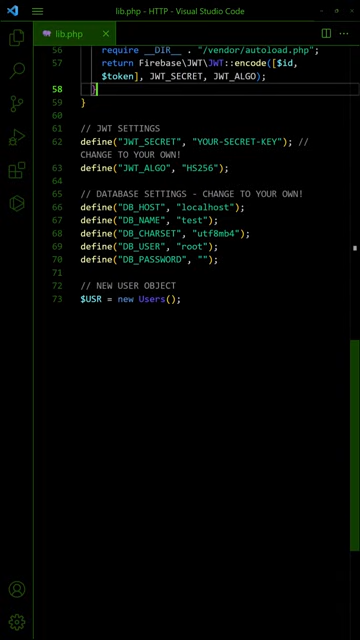 lib.php - HTTP - Visual Studio Code
lib.php
56 require __DIR__ . "/vendor/autoload.php";
57 return Firebase\JWT\JWT::encode([$id,
$token], JWT_SECRET, JWT_ALGO);
58 }
59 }
60
61 // JWT SETTINGS
62 define("JWT_SECRET", "YOUR-SECRET-KEY"); //
CHANGE TO YOUR OWN!
63 define("JWT_ALGO", "HS256");
64
65 // DATABASE SETTINGS - CHANGE TO YOUR OWN!
66 define("DB_HOST", "localhost");
67 define("DB_NAME", "test");
68 define("DB_CHARSET", "utf8mb4");
69 define("DB_USER", "root");
70 define("DB_PASSWORD", "");
71
72 // NEW USER OBJECT
73 $USR = new Users();